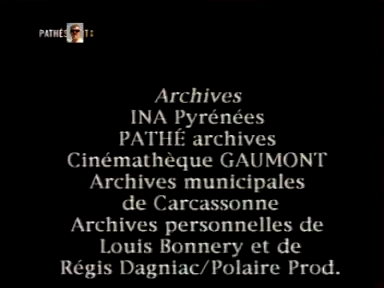 PATHÉS T:
Archives
INA Pyrénées
PATHÉ archives
Cinémathèque GAUMONT
Archives municipales
de Carcassonne
Archives personnelles de
Louis Bonnery et de
Régis Dagniac/Polaire Prod.